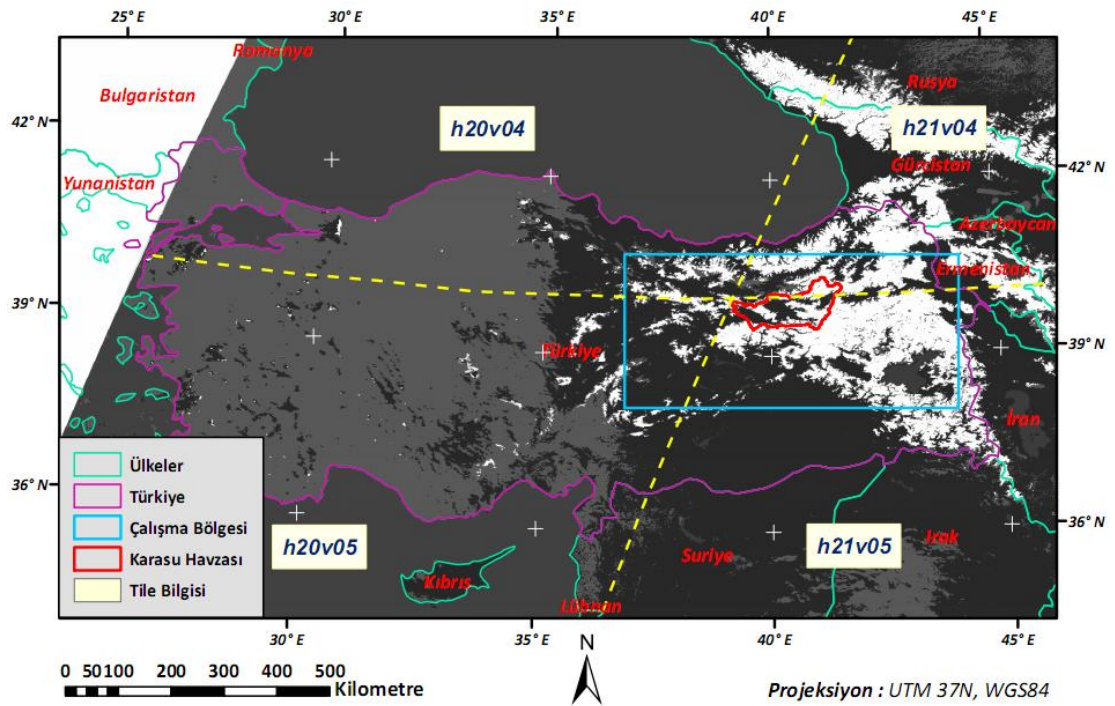 25° E
30° E
35° E
40° E
45° E
Romanya
Bulgaristan
Rusya
42° N
h20v04
h21v04
42° N
Yunanistan
Gürcistan
Azerbaycan
Ermenistan
39° N
39° N
Türkiye
İran
Ülkeler
Türkiye
36° N
36° N
Çalışma Bölgesi
Karasu Havzası
Tile Bilgisi
h20v05
Suriye
h21v05
Irak
Kıbrıs
Lübnan
30° E
35° E
40° E
45° E
N
0 50 100 200 300 400 500
Kilometre
Projeksiyon : UTM 37N, WGS84